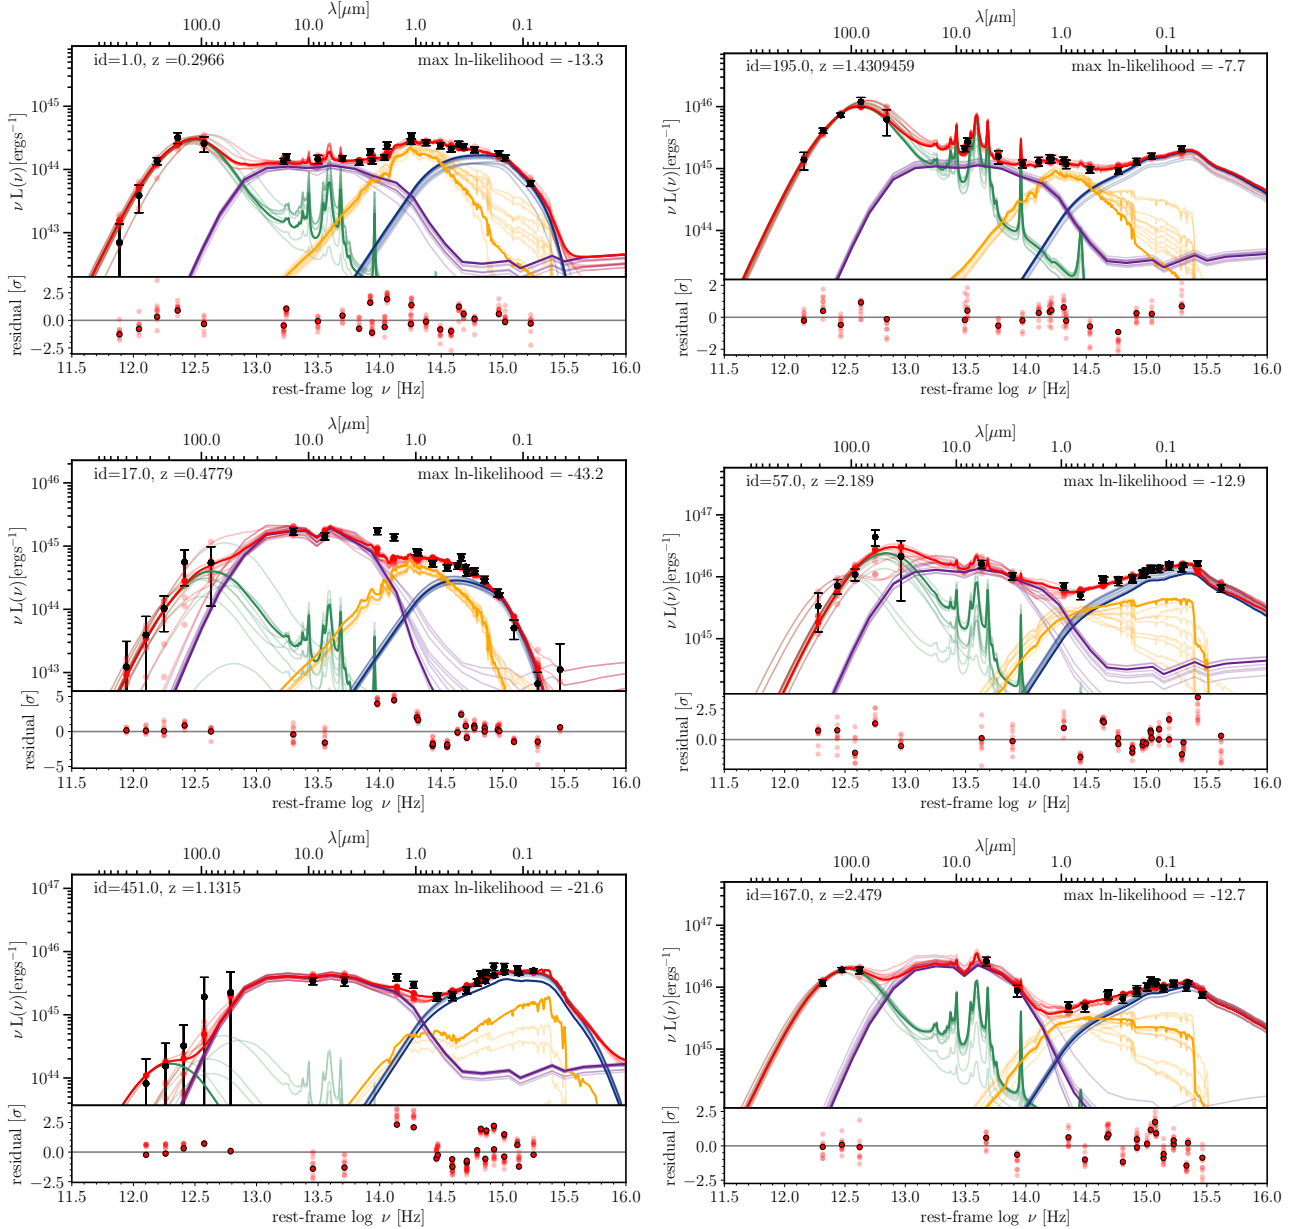 λ[μm]
100.0 10.0 1.0 0.1
id=1.0, z =0.2966 max ln-likelihood = -13.3
10^45
10^44
10^43
ν L(ν)[ergs^−1]
2.5
0.0
−2.5
residual [σ]
11.5 12.0 12.5 13.0 13.5 14.0 14.5 15.0 15.5 16.0
rest-frame log ν [Hz]
λ[μm]
100.0 10.0 1.0 0.1
id=195.0, z =1.4309459 max ln-likelihood = -7.7
10^46
10^45
10^44
ν L(ν)[ergs^−1]
2
0
−2
residual [σ]
11.5 12.0 12.5 13.0 13.5 14.0 14.5 15.0 15.5 16.0
rest-frame log ν [Hz]
λ[μm]
100.0 10.0 1.0 0.1
id=17.0, z =0.4779 max ln-likelihood = -43.2
10^46
10^45
10^44
10^43
ν L(ν)[ergs^−1]
5
0
−5
residual [σ]
11.5 12.0 12.5 13.0 13.5 14.0 14.5 15.0 15.5 16.0
rest-frame log ν [Hz]
λ[μm]
100.0 10.0 1.0 0.1
id=57.0, z =2.189 max ln-likelihood = -12.9
10^47
10^46
10^45
ν L(ν)[ergs^−1]
2.5
0.0
residual [σ]
11.5 12.0 12.5 13.0 13.5 14.0 14.5 15.0 15.5 16.0
rest-frame log ν [Hz]
λ[μm]
100.0 10.0 1.0 0.1
id=451.0, z =1.1315 max ln-likelihood = -21.6
10^47
10^46
10^45
10^44
ν L(ν)[ergs^−1]
2.5
0.0
−2.5
residual [σ]
11.5 12.0 12.5 13.0 13.5 14.0 14.5 15.0 15.5 16.0
rest-frame log ν [Hz]
λ[μm]
100.0 10.0 1.0 0.1
id=167.0, z =2.479 max ln-likelihood = -12.7
10^47
10^46
10^45
ν L(ν)[ergs^−1]
2.5
0.0
−2.5
residual [σ]
11.5 12.0 12.5 13.0 13.5 14.0 14.5 15.0 15.5 16.0
rest-frame log ν [Hz]